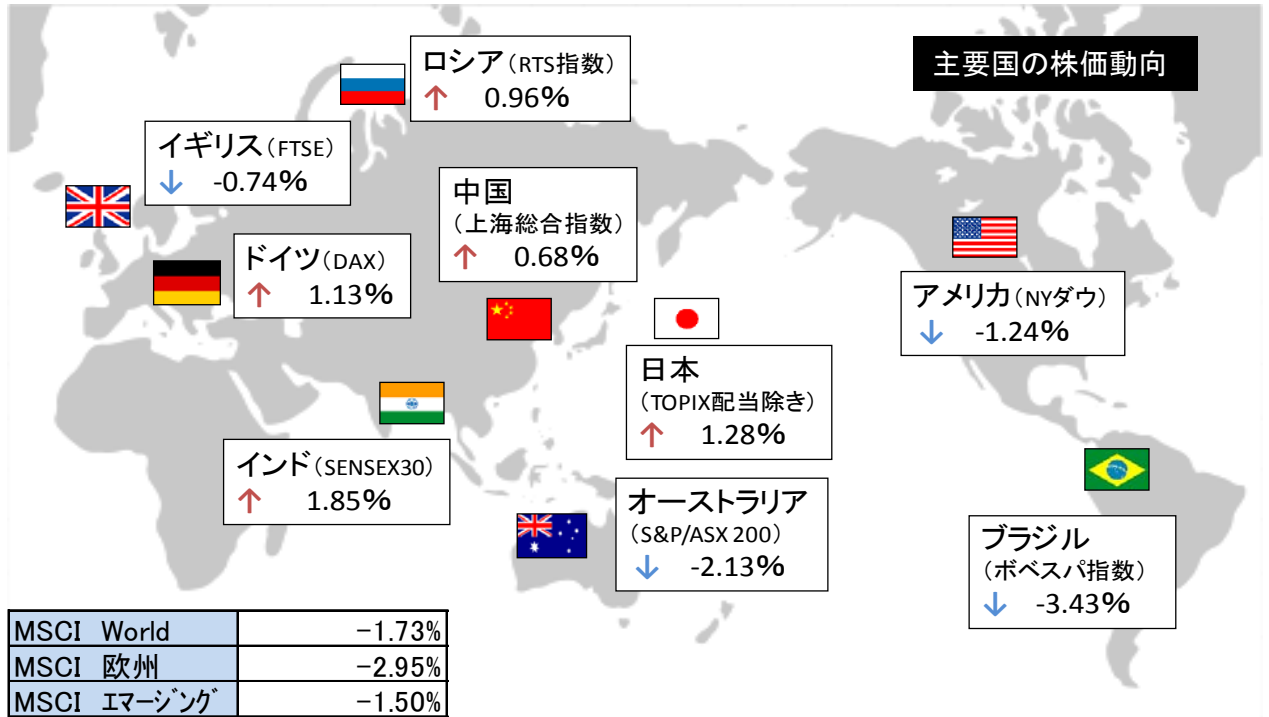 主要国の株価動向
ロシア(RTS指数)
↑ 0.96%
イギリス(FTSE)
↓ -0.74%
中国
(上海総合指数)
↑ 0.68%
ドイツ(DAX)
↑ 1.13%
アメリカ(NYダウ)
↓ -1.24%
日本
(TOPIX配当除き)
↑ 1.28%
インド(SENSEX30)
↑ 1.85%
オーストラリア
(S&P/ASX 200)
↓ -2.13%
ブラジル
(ボベスパ指数)
↓ -3.43%
MSCI World -1.73%
MSCI 欧州 -2.95%
MSCI ｴﾏｰｼﾞﾝｸﾞ -1.50%